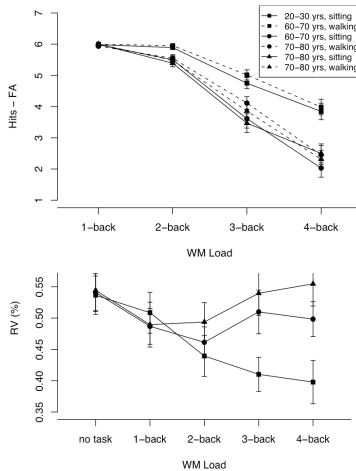 20–30 yrs, sitting
20–30 yrs, walking
60–70 yrs, sitting
70–80 yrs, walking
70–80 yrs, sitting
70–80 yrs, walking
6
5
4
3
2
1
Hits – FA
1–back 2–back 3–back 4–back
WM Load
0.55
0.50
0.45
0.40
0.35
RV (%)
no task 1–back 2–back 3–back 4–back
WM Load